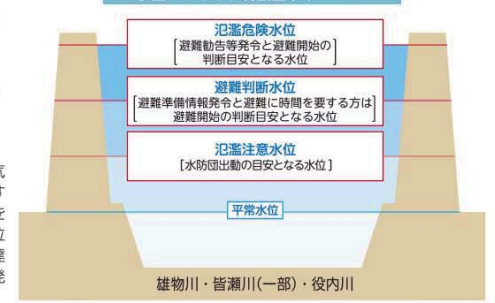 氾濫危険水位
[避難勧告等発令と避難開始の
判断目安となる水位]
避難判断水位
[避難準備情報発令と避難に時間を要する方は
避難開始の判断目安となる水位]
氾濫注意水位
[水防団出動の目安となる水位]
平常水位
雄物川・皆瀬川(一部)・役内川